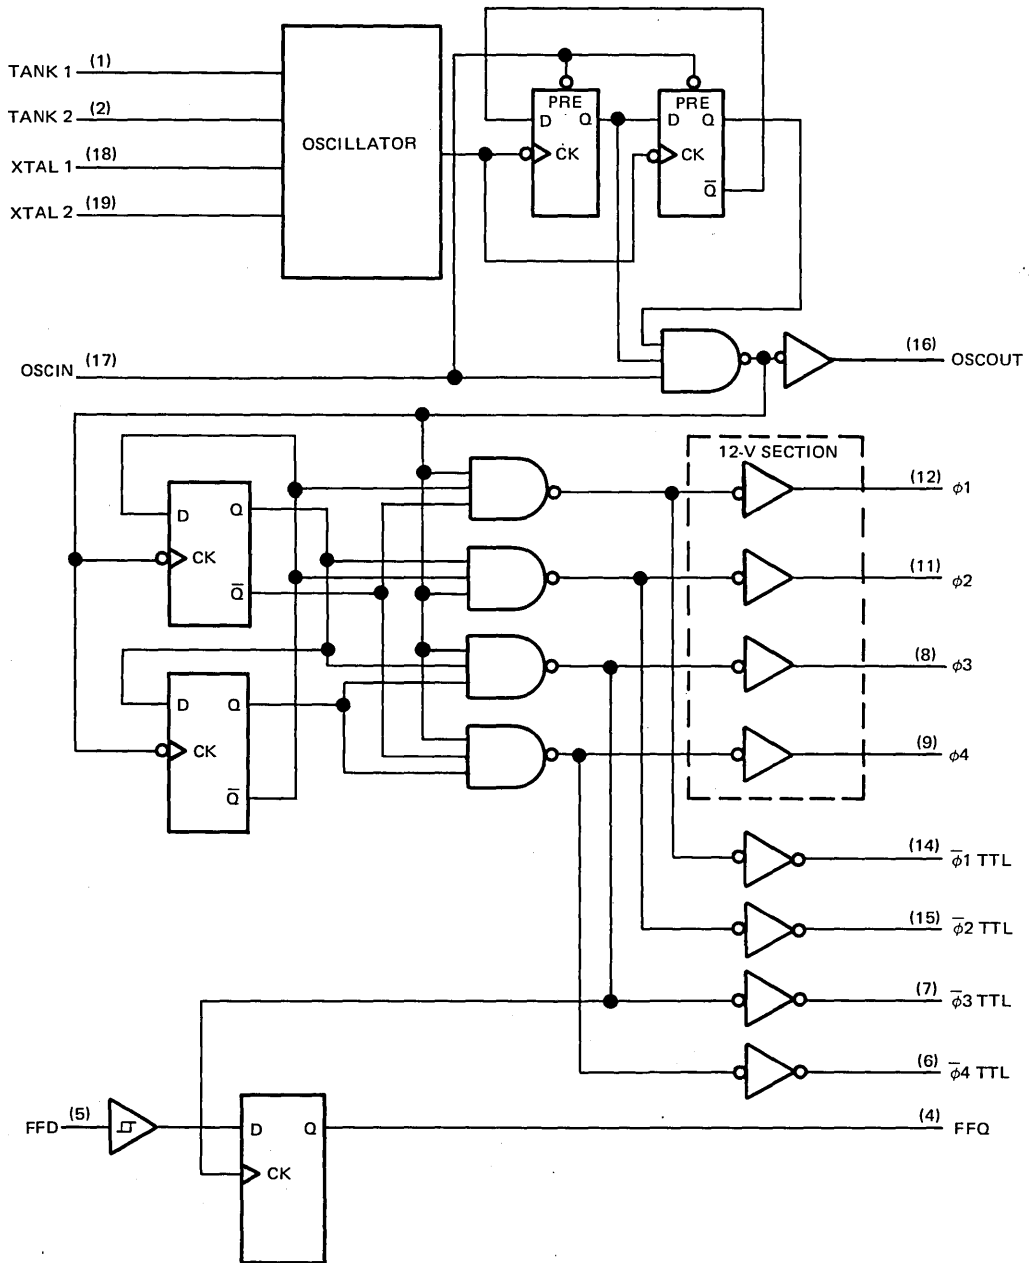 TANK 1 (1)
TANK 2 (2)
XTAL 1 (18)
XTAL 2 (19)
OSCILLATOR
PRE
D Q
CK
PRE
D Q
CK
Q̅
OSCIN (17)
(16) OSCOUT
12-V SECTION
D Q
CK
Q̅
D Q
CK
Q̅
(12) ϕ1
(11) ϕ2
(8) ϕ3
(9) ϕ4
(14) ϕ̅1 TTL
(15) ϕ̅2 TTL
(7) ϕ̅3 TTL
(6) ϕ̅4 TTL
FFD (5)
D Q
CK
(4) FFQ